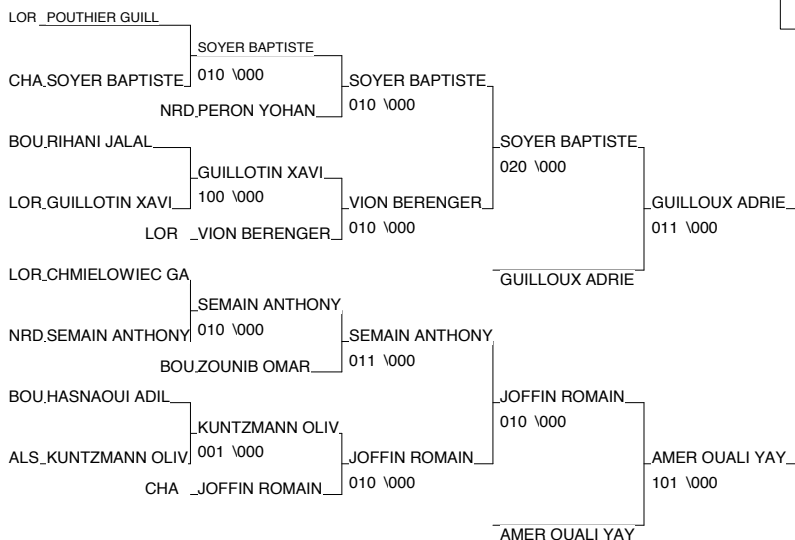 LOR POUTHIER GUILL
SOYER BAPTISTE
CHA SOYER BAPTISTE 010 \000 SOYER BAPTISTE
NRD PERON YOHAN 010 \000
BOU RIHANI JALAL SOYER BAPTISTE
GUILLOTIN XAVI 020 \000
LOR GUILLOTIN XAVI 100 \000 VION BERENGER GUILLOUX ADRIE
LOR VION BERENGER 010 \000 011 \000
LOR CHMIELOWIEC GA GUILLOUX ADRIE
SEMAIN ANTHONY
NRD SEMAIN ANTHONY 010 \000 SEMAIN ANTHONY
BOU ZOUNIB OMAR 011 \000
BOU HASNAOUI ADIL JOFFIN ROMAIN
KUNTZMANN OLIV 010 \000
ALS KUNTZMANN OLIV 001 \000 JOFFIN ROMAIN AMER OUALI YAY
CHA JOFFIN ROMAIN 010 \000 101 \000
AMER OUALI YAY